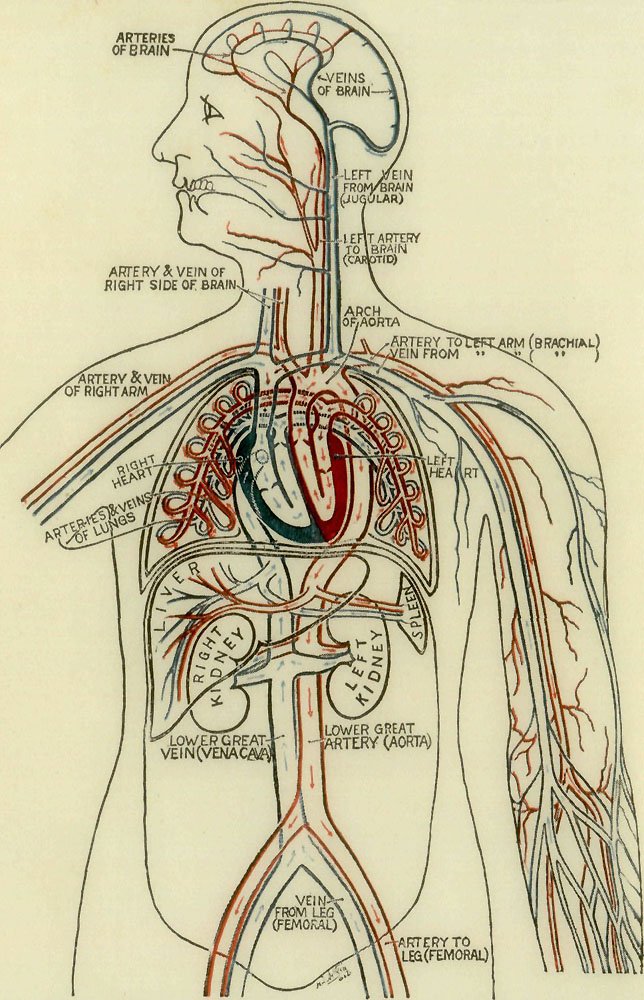 ARTERIES
OF BRAIN
VEINS
OF BRAIN
LEFT VEIN
FROM BRAIN
(JUGULAR)
LEFT ARTERY
TO BRAIN
(CAROTID)
ARTERY & VEIN OF
RIGHT SIDE OF BRAIN
ARCH
OF AORTA
ARTERY TO LEFT ARM (BRACHIAL)
VEIN FROM " " ( " )
ARTERY & VEIN
OF RIGHT ARM
RIGHT
HEART
LEFT
HEART
ARTERIES & VEINS
OF LUNGS
LIVER
SPLEEN
RIGHT
KIDNEY
LEFT
KIDNEY
LOWER GREAT
VEIN (VENA CAVA)
LOWER GREAT
ARTERY (AORTA)
VEIN
FROM LEG
(FEMORAL)
ARTERY TO
LEG (FEMORAL)